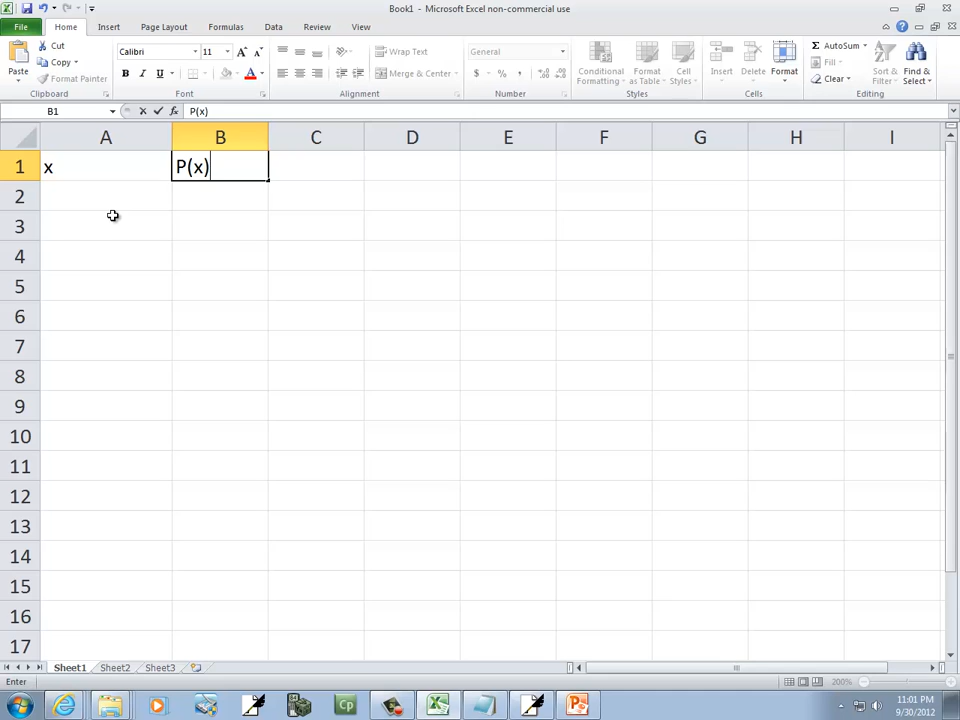 Book1 - Microsoft Excel non-commercial use
File Home Insert Page Layout Formulas Data Review View
Paste Cut Copy Format Painter Clipboard
Calibri 11 B I U A A A Font
Wrap Text Merge & Center Alignment
General $ % , Number
Conditional Formatting Format as Table Cell Styles Styles
Insert Delete Format Cells
Σ AutoSum Fill Clear Sort & Filter Find & Select Editing
B1 fx P(x)
A B C D E F G H I
1 x P(x)
2
3
4
5
6
7
8
9
10
11
12
13
14
15
16
17
Sheet1 Sheet2 Sheet3
Enter 200%
Cp
11:01 PM
9/30/2012